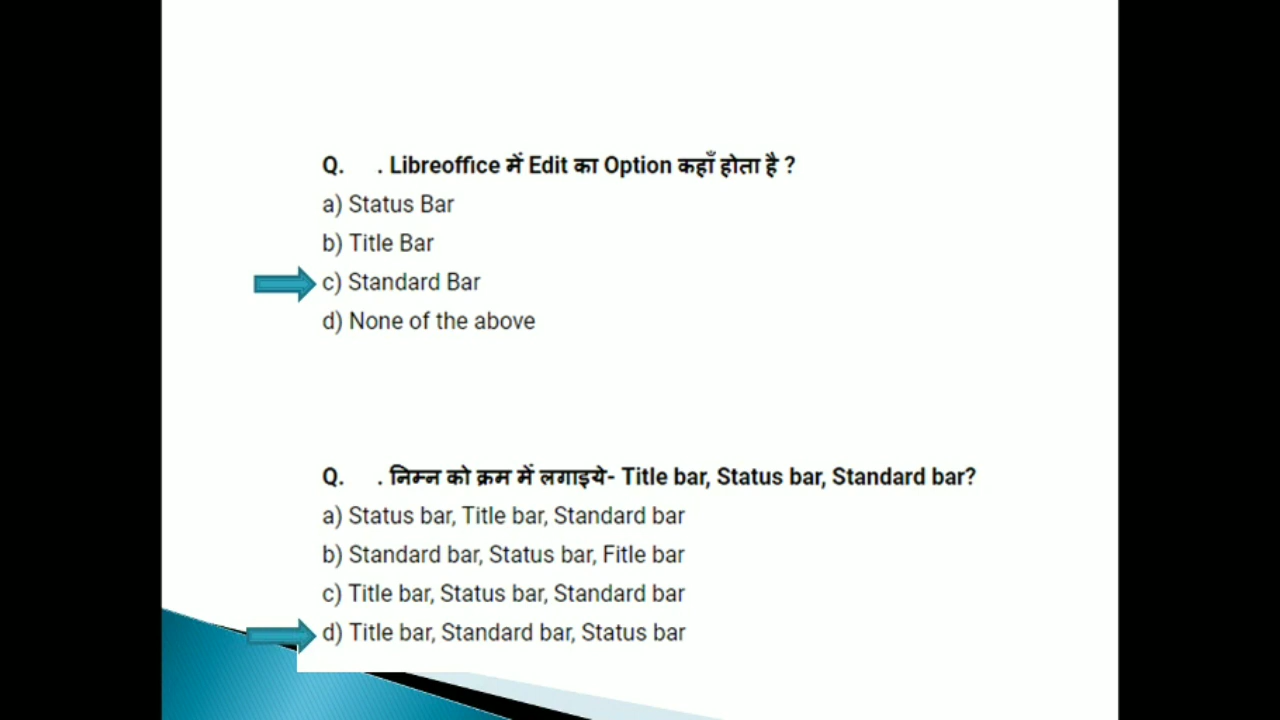 Q. . Libreoffice में Edit का Option कहाँ होता है ?
a) Status Bar
b) Title Bar
c) Standard Bar
d) None of the above
Q. . निम्न को क्रम में लगाइये- Title bar, Status bar, Standard bar?
a) Status bar, Title bar, Standard bar
b) Standard bar, Status bar, Fitle bar
c) Title bar, Status bar, Standard bar
d) Title bar, Standard bar, Status bar